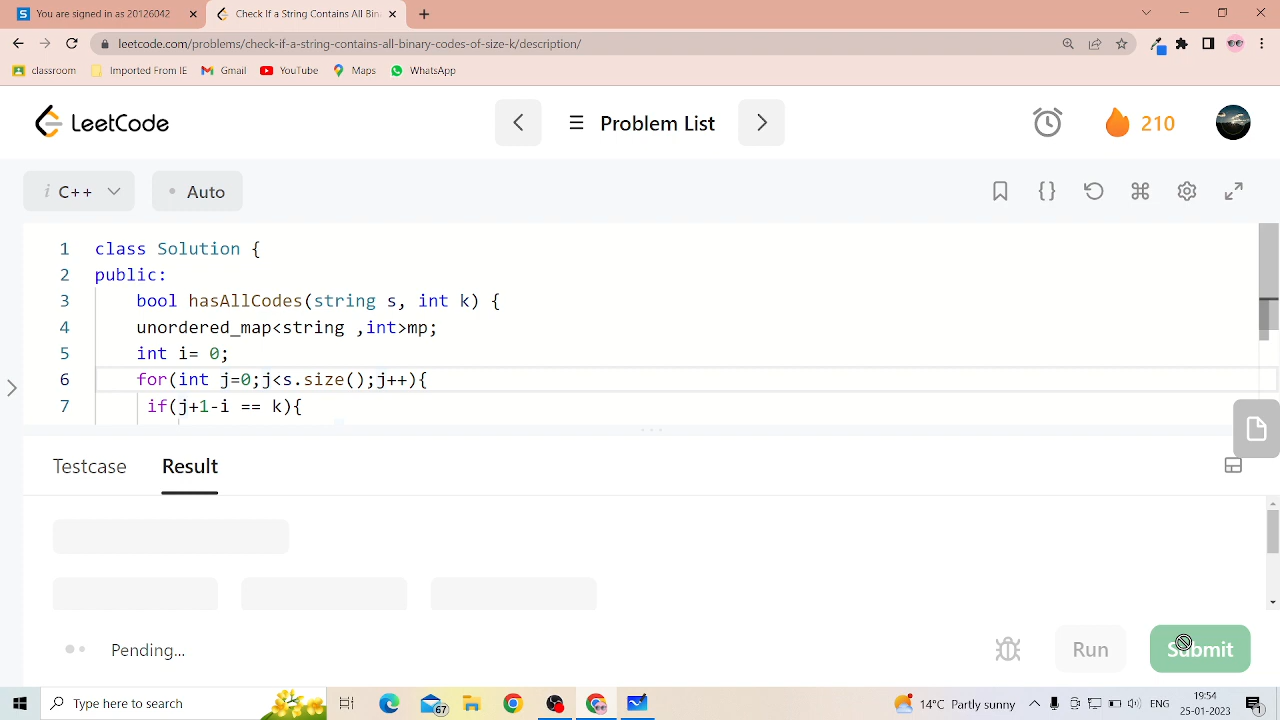 You are signed in as 20126042
Check If a String Contains All Bin
leetcode.com/problems/check-if-a-string-contains-all-binary-codes-of-size-k/description/
classroom
Imported From IE
Gmail
YouTube
Maps
WhatsApp
LeetCode
Problem List
210
i C++
Auto
1 class Solution {
2 public:
3 bool hasAllCodes(string s, int k) {
4 unordered_map<string ,int>mp;
5 int i= 0;
6 for(int j=0;j<s.size();j++){
7 if(j+1-i == k){
Testcase
Result
Pending...
Run
Submit
Type here to search
67
14°C Partly sunny
ENG
19:54
25-01-2023